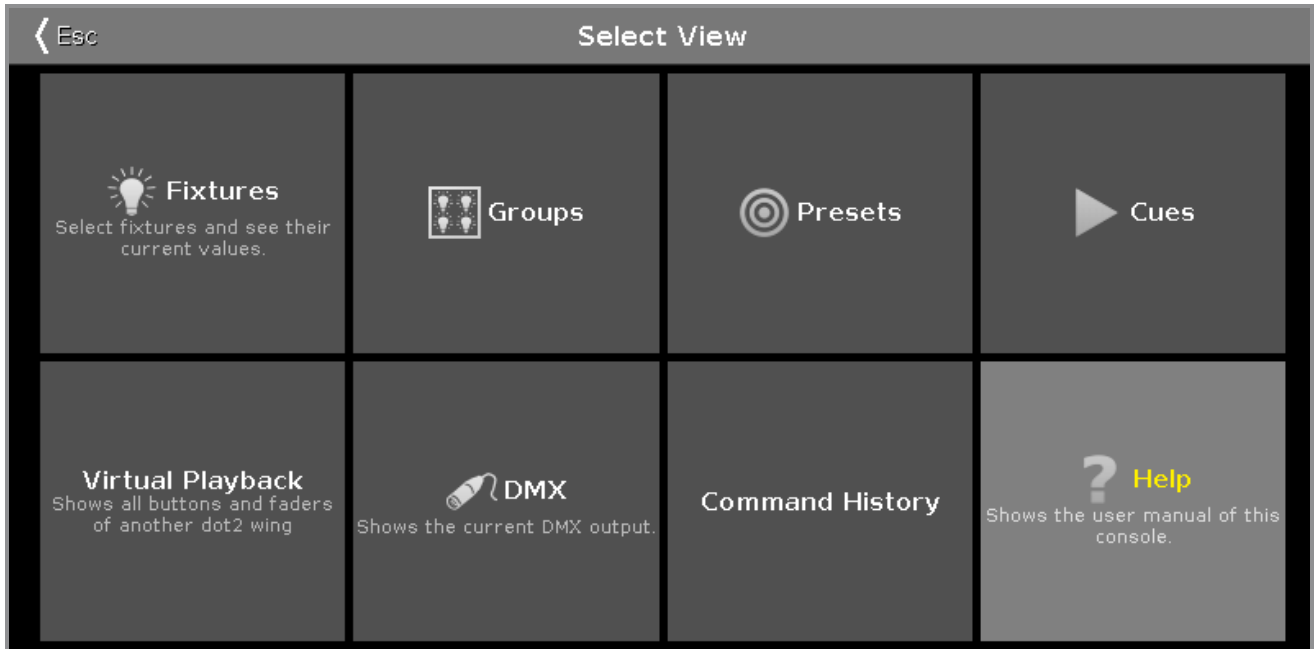 Esc
Select View
Fixtures
Select fixtures and see their
current values.
Groups
Presets
Cues
Virtual Playback
Shows all buttons and faders
of another dot2 wing
DMX
Shows the current DMX output.
Command History
? Help
Shows the user manual of this
console.